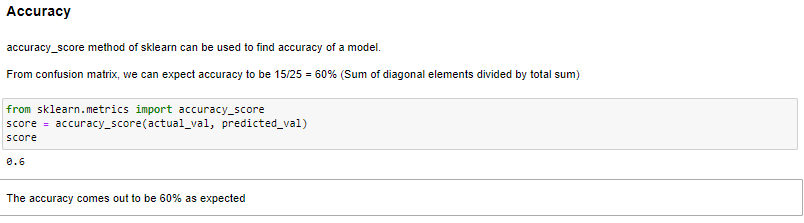 Accuracy
accuracy_score method of sklearn can be used to find accuracy of a model.
From confusion matrix, we can expect accuracy to be 15/25 = 60% (Sum of diagonal elements divided by total sum)
from sklearn.metrics import accuracy_score
score = accuracy_score(actual_val, predicted_val)
score
0.6
The accuracy comes out to be 60% as expected